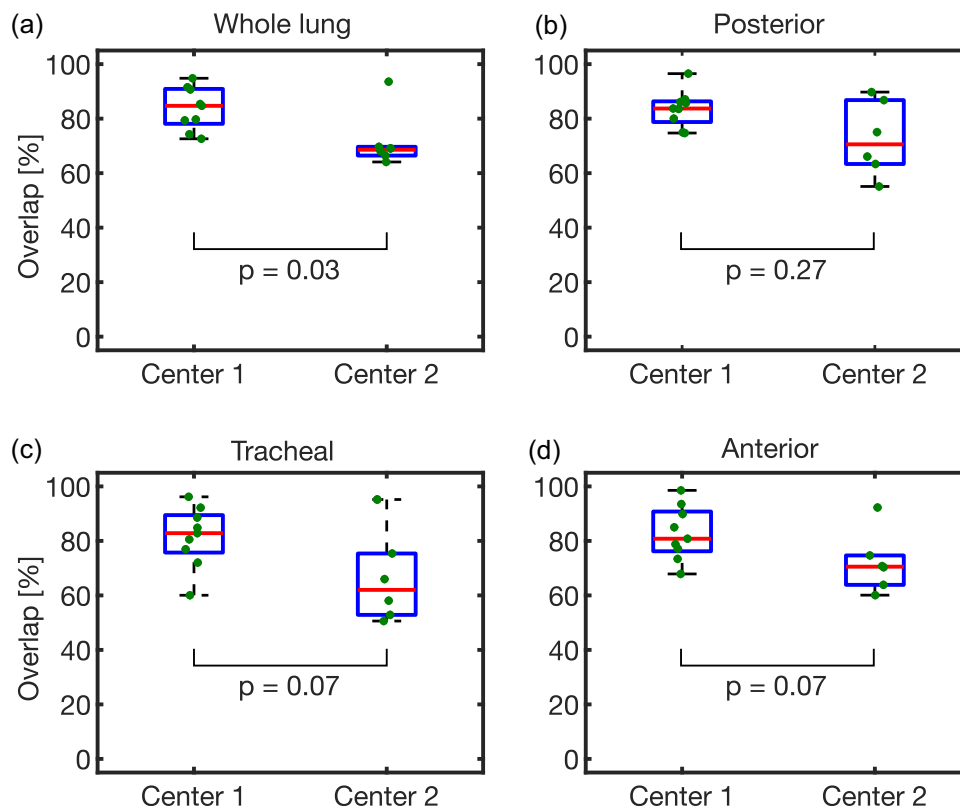 (a) Whole lung
(b) Posterior
Overlap [%]
100
80
60
40
20
0
p = 0.03
Center 1 Center 2
100
80
60
40
20
0
p = 0.27
Center 1 Center 2
(c) Tracheal
(d) Anterior
Overlap [%]
100
80
60
40
20
0
p = 0.07
Center 1 Center 2
100
80
60
40
20
0
p = 0.07
Center 1 Center 2